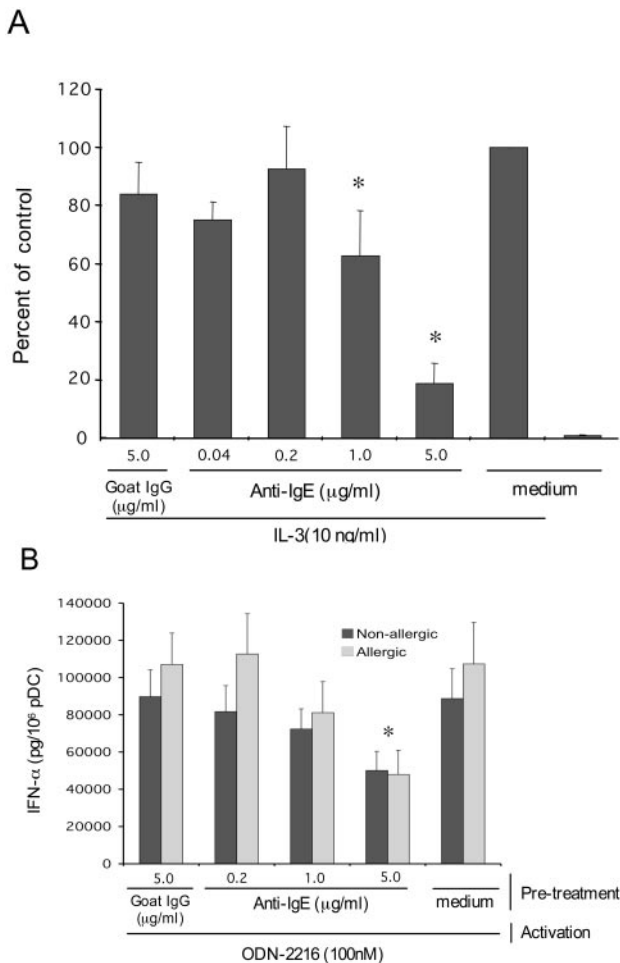 A
120
100
80
60
40
20
0
Percent of control
*
*
5.0 0.04 0.2 1.0 5.0
Goat IgG
(μg/ml)
Anti-IgE (μg/ml)
medium
IL-3(10 ng/ml)
B
140000
120000
100000
80000
60000
40000
20000
0
IFN-α (pg/10⁶ pDC)
Non-allergic
Allergic
*
5.0 0.2 1.0 5.0
Goat IgG
(μg/ml)
Anti-IgE (μg/ml)
medium
Pre-treatment
Activation
ODN-2216 (100nM)